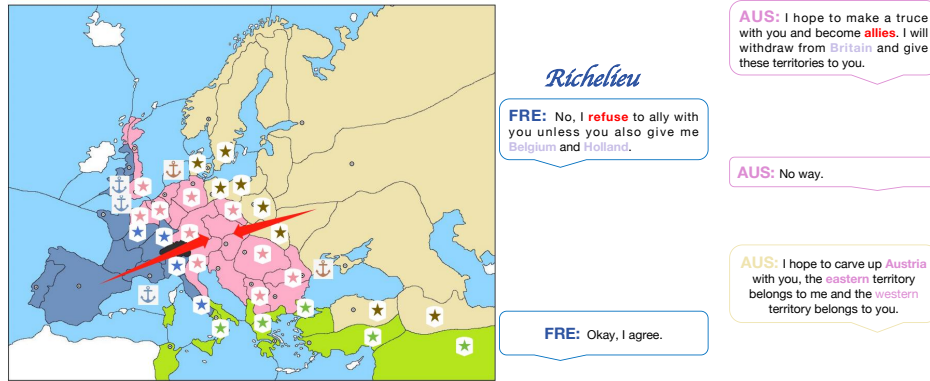 AUS: I hope to make a truce
with you and become allies. I will
withdraw from Britain and give
these territories to you.
Richelieu
FRE: No, I refuse to ally with
you unless you also give me
Belgium and Holland.
AUS: No way.
AUS: I hope to carve up Austria
with you, the eastern territory
belongs to me and the western
territory belongs to you.
FRE: Okay, I agree.